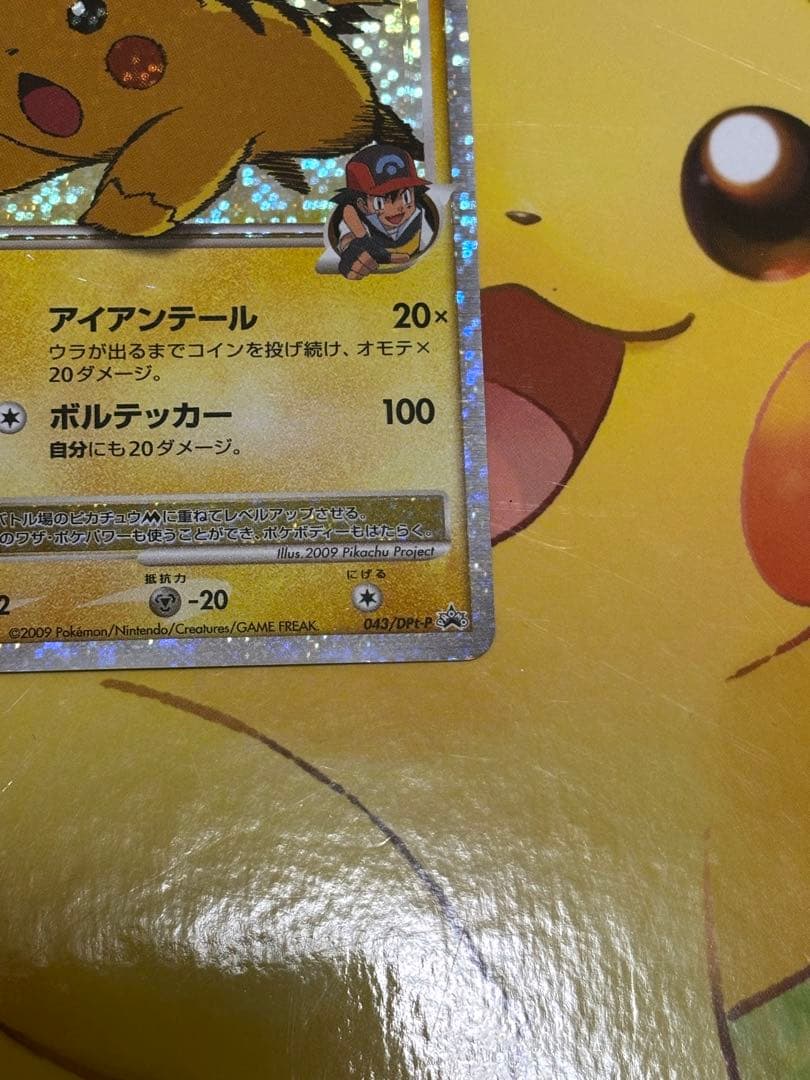 アイアンテール 20×
ウラが出るまでコインを投げ続け、オモテ×
20ダメージ。
ボルテッカー 100
自分にも20ダメージ。
バトル場のピカチュウMに重ねてレベルアップさせる。
のワザ・ポケパワーも使うことができ、ポケボディーもはたらく。
Illus. 2009 Pikachu Project
抵抗力 にげる
2 -20
©2009 Pokémon/Nintendo/Creatures/GAME FREAK. 043/DPt-P